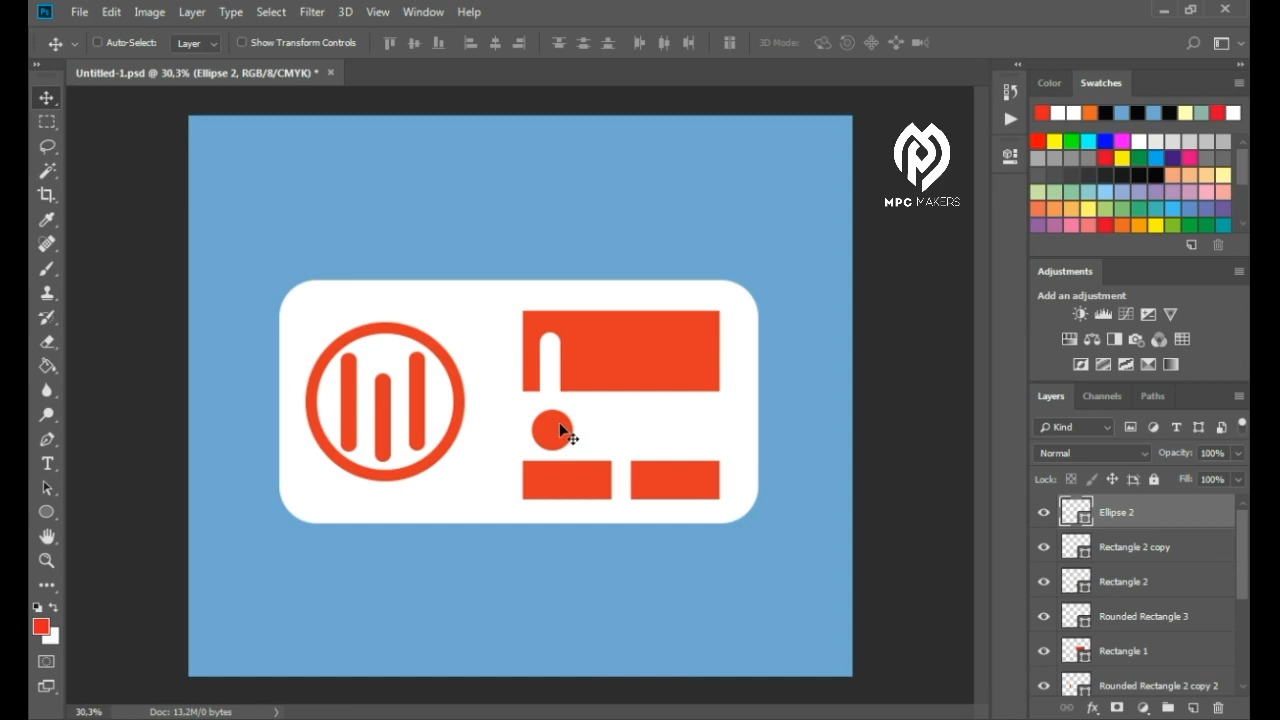 Ps File Edit Image Layer Type Select Filter 3D View Window Help
Auto-Select: Layer Show Transform Controls 3D Mode:
Untitled-1.psd @ 30,3% (Ellipse 2, RGB/8/CMYK) *
Color Swatches
MPC MAKERS
Adjustments
Add an adjustment
Layers Channels Paths
Kind
Normal Opacity: 100%
Lock: Fill: 100%
Ellipse 2
Rectangle 2 copy
Rectangle 2
Rounded Rectangle 3
Rectangle 1
Rounded Rectangle 2 copy 2
30,3% Doc: 13,2M/0 bytes
fx